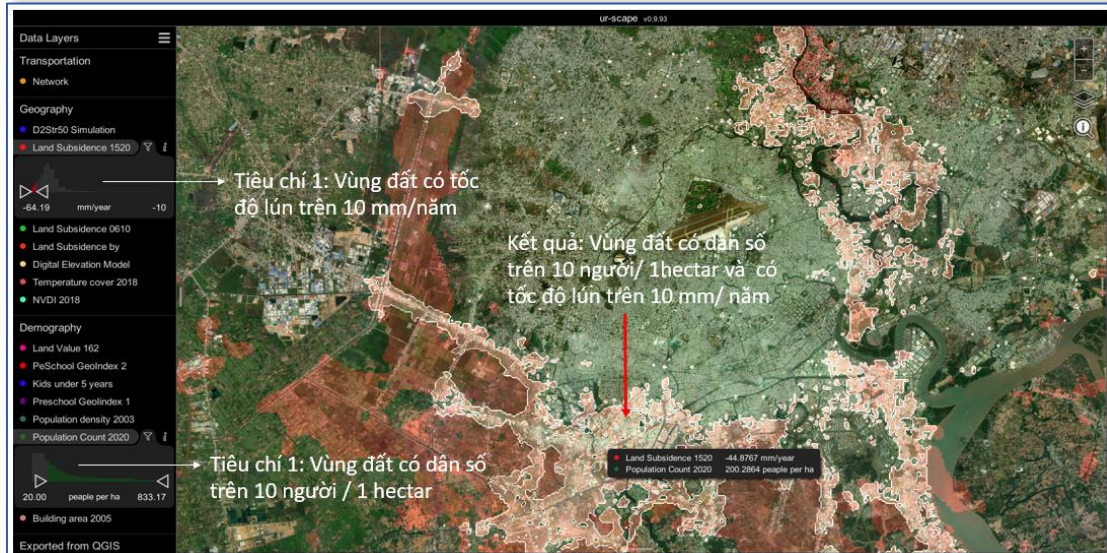 ur-scape v0.9.93
Data Layers
Transportation
Network
Geography
D2Str50 Simulation
Land Subsidence 1520
i
-64.19 mm/year -10
Land Subsidence 0610
Land Subsidence by
Digital Elevation Model
Temperature cover 2018
NVDI 2018
Demography
Land Value 162
PeSchool GeoIndex 2
Kids under 5 years
Preschool Geolindex 1
Population density 2003
Population Count 2020
i
20.00 peaple per ha 833.17
Building area 2005
Exported from QGIS
Tiêu chí 1: Vùng đất có tốc
độ lún trên 10 mm/năm
Kết quả: Vùng đất có dân số
trên 10 người/ 1hectar và có
tốc độ lún trên 10 mm/ năm
Land Subsidence 1520 -44.8767 mm/year
Population Count 2020 200.2864 peaple per ha
Tiêu chí 1: Vùng đất có dân số
trên 10 người / 1 hectar